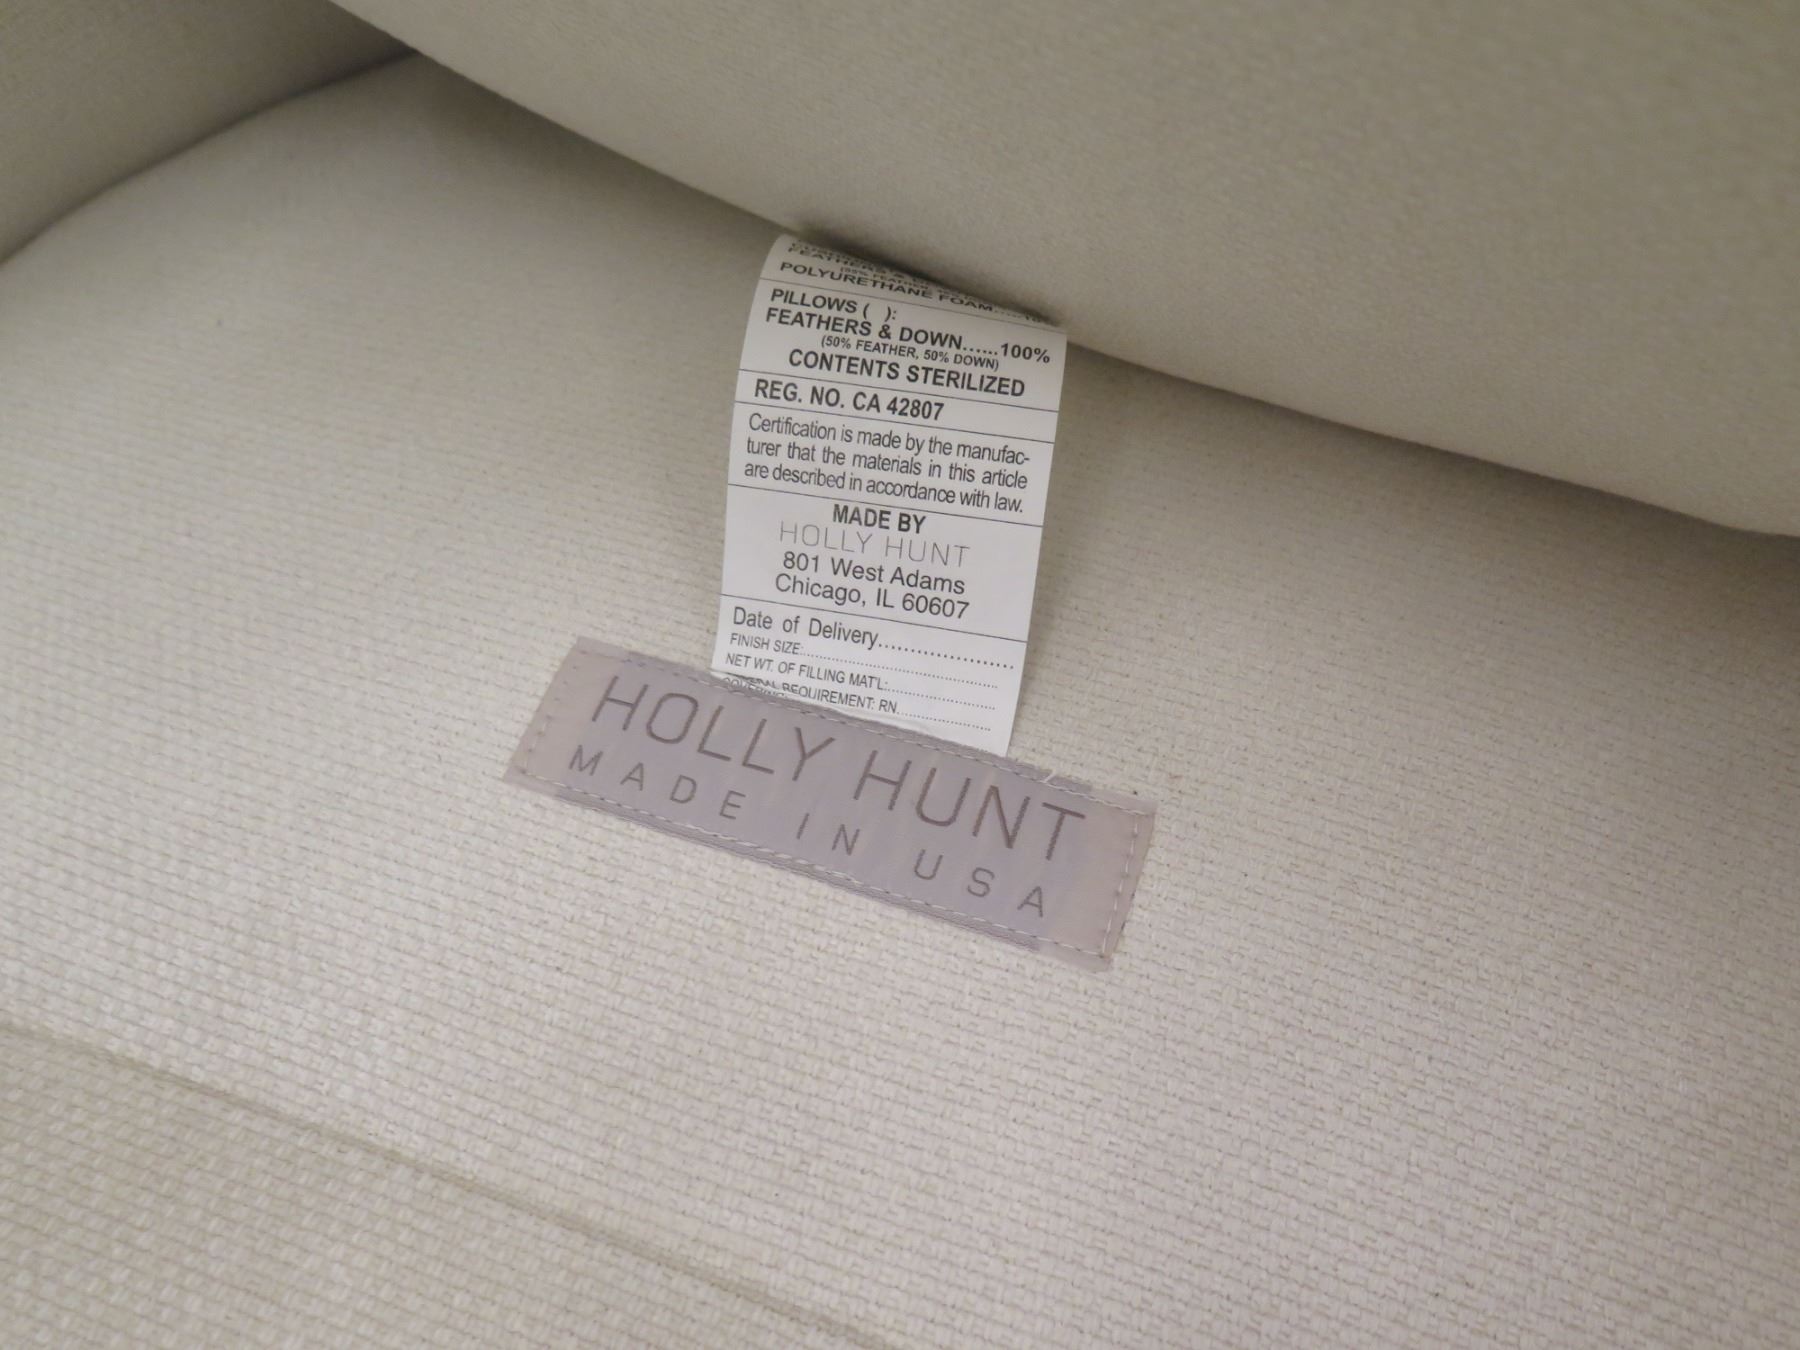 FEATHERS &
POLYURETHANE FOAM
PILLOWS ( ):
FEATHERS & DOWN......100%
(50% FEATHER, 50% DOWN)
CONTENTS STERILIZED
REG. NO. CA 42807
Certification is made by the manufac-
turer that the materials in this article
are described in accordance with law.
MADE BY
HOLLY HUNT
801 West Adams
Chicago, IL 60607
Date of Delivery......................
FINISH SIZE:......................................
NET WT. OF FILLING MAT'L:......................
REQUIREMENT: RN...................
HOLLY HUNT
MADE IN USA